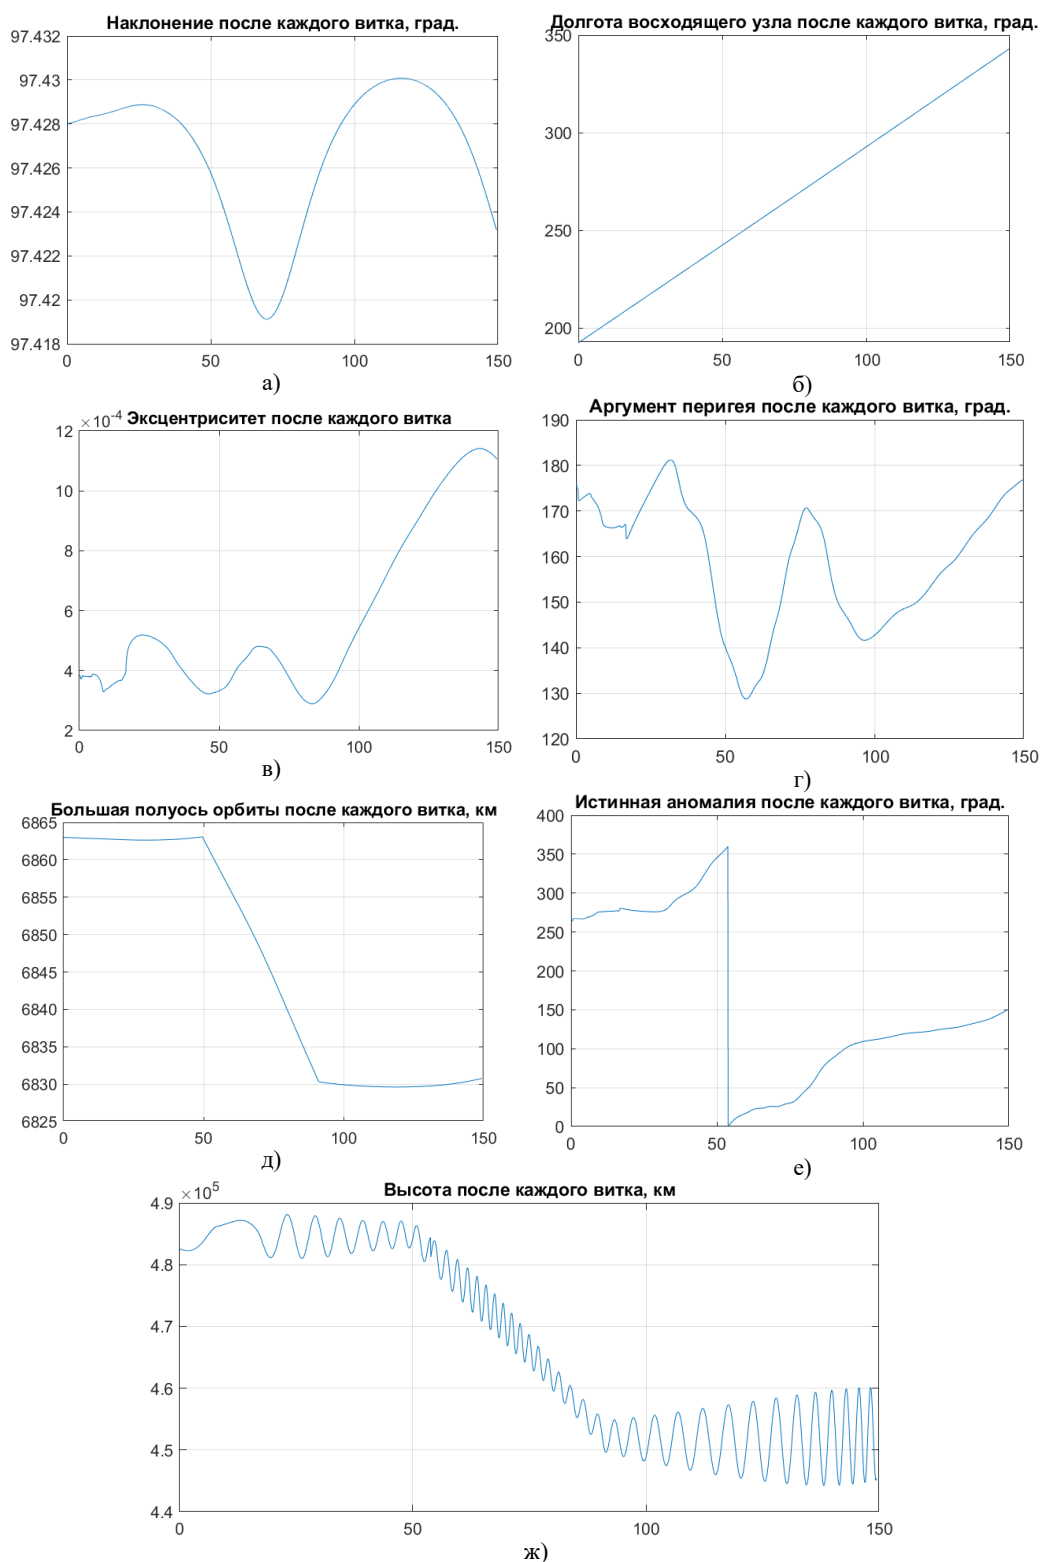 Наклонение после каждого витка, град.
97.432
97.43
97.428
97.426
97.424
97.422
97.42
97.418
0 50 100 150
а)
Долгота восходящего узла после каждого витка, град.
350
300
250
200
0 50 100 150
б)
×10-4 Эксцентриситет после каждого витка
12
10
8
6
4
2
0 50 100 150
в)
Аргумент перигея после каждого витка, град.
190
180
170
160
150
140
130
120
0 50 100 150
г)
Большая полуось орбиты после каждого витка, км
6865
6860
6855
6850
6845
6840
6835
6830
6825
0 50 100 150
д)
Истинная аномалия после каждого витка, град.
400
350
300
250
200
150
100
50
0
0 50 100 150
е)
×105 Высота после каждого витка, км
4.9
4.8
4.7
4.6
4.5
4.4
0 50 100 150
ж)